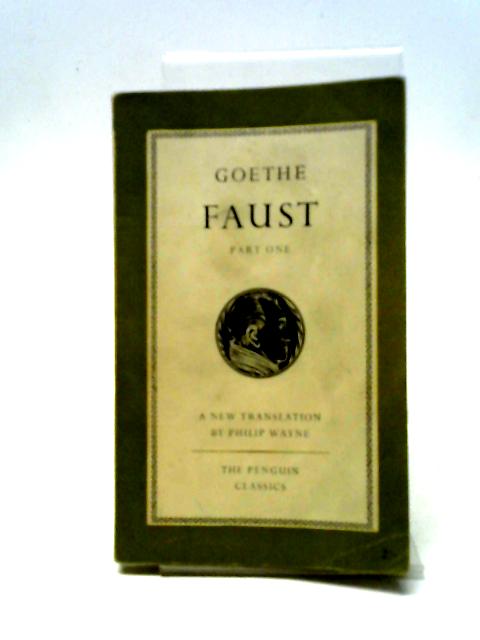 GOETHE
FAUST
PART ONE
A NEW TRANSLATION
BY PHILIP WAYNE
THE PENGUIN
CLASSICS